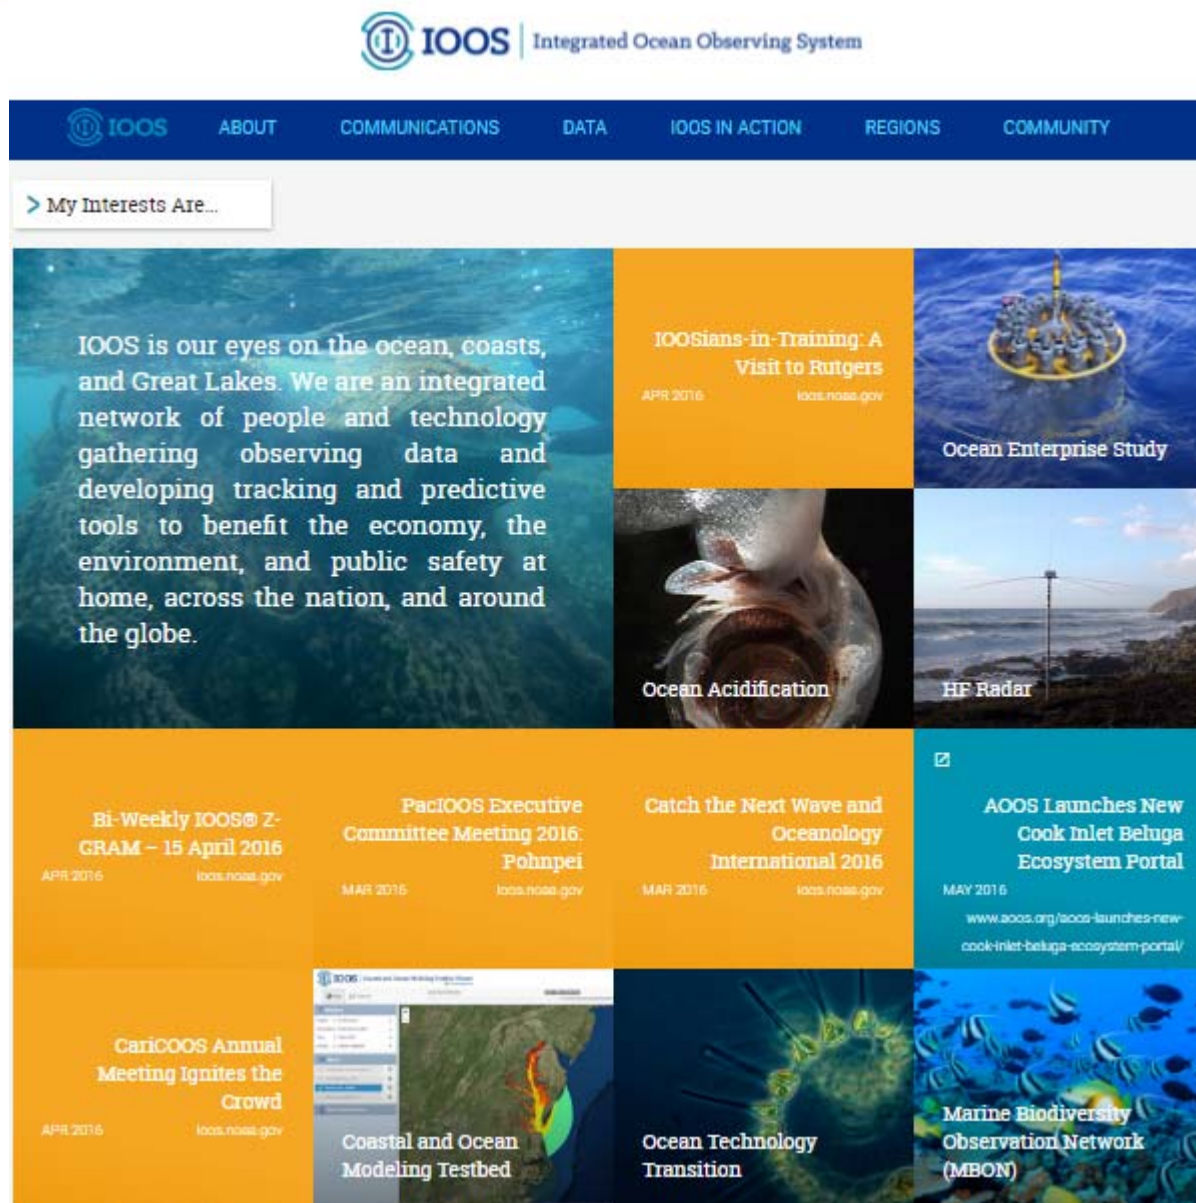 IOOS Integrated Ocean Observing System
IOOS ABOUT COMMUNICATIONS DATA IOOS IN ACTION REGIONS COMMUNITY
> My Interests Are...
IOOS is our eyes on the ocean, coasts,
and Great Lakes. We are an integrated
network of people and technology
gathering observing data and
developing tracking and predictive
tools to benefit the economy, the
environment, and public safety at
home, across the nation, and around
the globe.
IOOSians-in-Training: A
Visit to Rutgers
APR 2016 ioos.noaa.gov
Ocean Enterprise Study
Ocean Acidification
HF Radar
Bi-Weekly IOOS® Z-
GRAM – 15 April 2016
APR 2016 ioos.noaa.gov
PacIOOS Executive
Committee Meeting 2016:
Pohnpei
MAR 2016 ioos.noaa.gov
Catch the Next Wave and
Oceanology
International 2016
MAR 2016 ioos.noaa.gov
AOOS Launches New
Cook Inlet Beluga
Ecosystem Portal
MAY 2016
www.aoos.org/aoos-launches-new-
cook-inlet-beluga-ecosystem-portal/
CariCOOS Annual
Meeting Ignites the
Crowd
APR 2016 ioos.noaa.gov
IOOS
Coastal and Ocean
Modeling Testbed
Ocean Technology
Transition
Marine Biodiversity
Observation Network
(MBON)